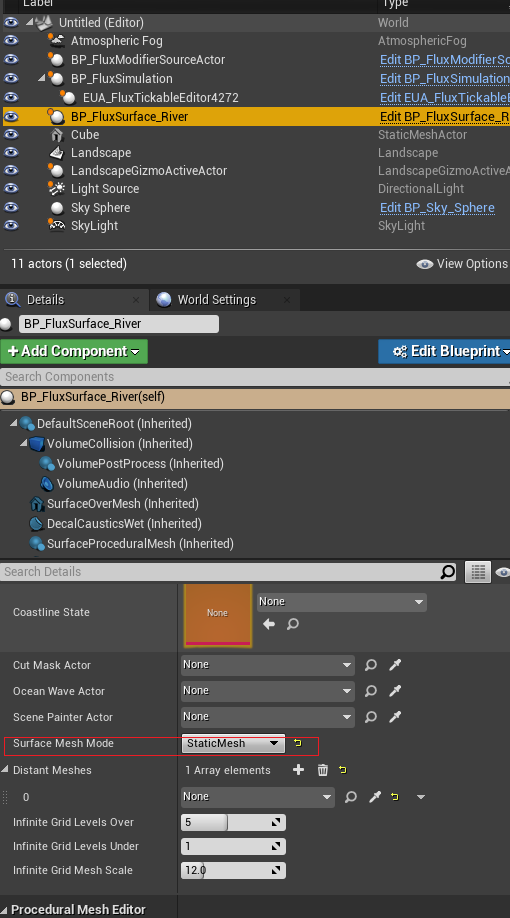 Label Type
Untitled (Editor) World
Atmospheric Fog AtmosphericFog
BP_FluxModifierSourceActor Edit BP_FluxModifierSo
BP_FluxSimulation Edit BP_FluxSimulation
EUA_FluxTickableEditor4272 Edit EUA_FluxTickableE
BP_FluxSurface_River Edit BP_FluxSurface_R
Cube StaticMeshActor
Landscape Landscape
LandscapeGizmoActiveActor LandscapeGizmoActiveA
Light Source DirectionalLight
Sky Sphere Edit BP_Sky_Sphere
SkyLight SkyLight
11 actors (1 selected) View Options
Details World Settings
BP_FluxSurface_River
+ Add Component Edit Blueprint
Search Components
BP_FluxSurface_River(self)
DefaultSceneRoot (Inherited)
VolumeCollision (Inherited)
VolumePostProcess (Inherited)
VolumeAudio (Inherited)
SurfaceOverMesh (Inherited)
DecalCausticsWet (Inherited)
SurfaceProceduralMesh (Inherited)
Search Details
Coastline State None None
Cut Mask Actor None
Ocean Wave Actor None
Scene Painter Actor None
Surface Mesh Mode StaticMesh
Distant Meshes 1 Array elements
0 None
Infinite Grid Levels Over 5
Infinite Grid Levels Under 1
Infinite Grid Mesh Scale 12.0
Procedural Mesh Editor